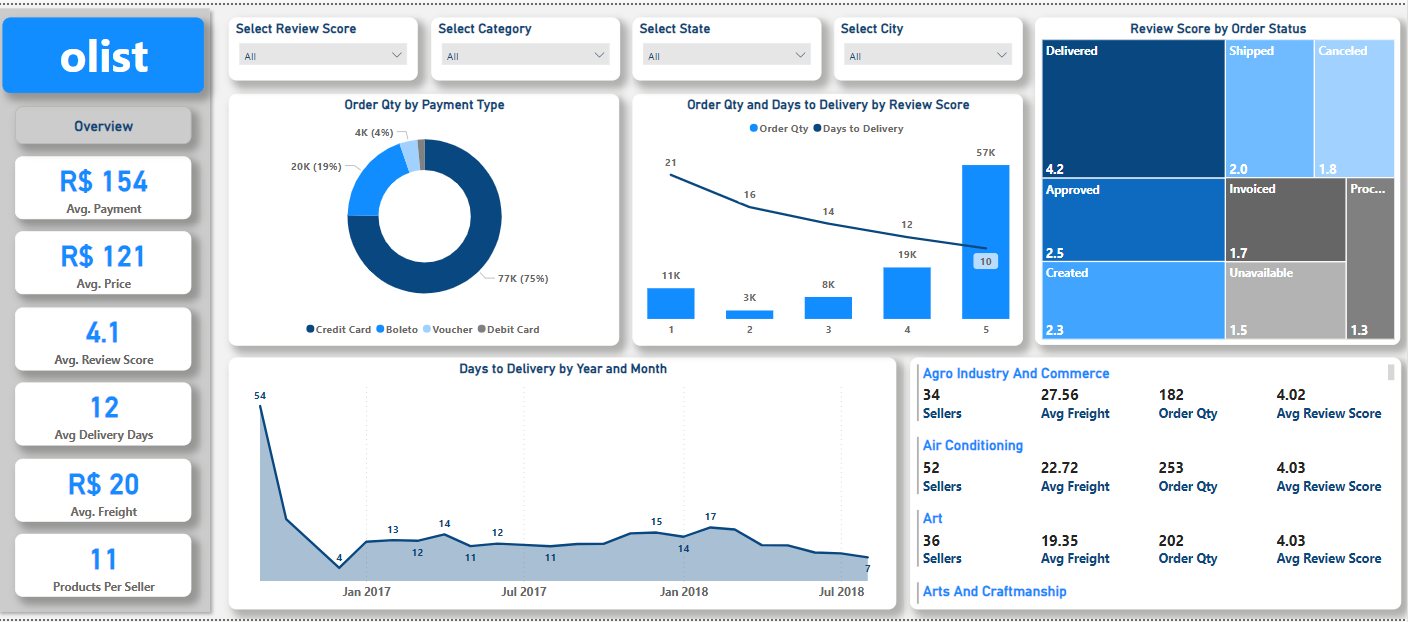 olist
Overview
R$ 154
Avg. Payment
R$ 121
Avg. Price
4.1
Avg. Review Score
12
Avg Delivery Days
R$ 20
Avg. Freight
11
Products Per Seller
Select Review Score
All
Select Category
All
Select State
All
Select City
All
Order Qty by Payment Type
4K (4%)
20K (19%)
77K (75%)
Credit Card Boleto Voucher Debit Card
Order Qty and Days to Delivery by Review Score
Order Qty Days to Delivery
21
16
14
12
10
11K
3K
8K
19K
57K
1 2 3 4 5
Review Score by Order Status
Delivered
4.2
Shipped
2.0
Canceled
1.8
Approved
2.5
Invoiced
1.7
Proc...
1.3
Created
2.3
Unavailable
1.5
Days to Delivery by Year and Month
54
4
13
12
14
11
12
11
15
14
17
7
Jan 2017 Jul 2017 Jan 2018 Jul 2018
Agro Industry And Commerce
34 27.56 182 4.02
Sellers Avg Freight Order Qty Avg Review Score
Air Conditioning
52 22.72 253 4.03
Sellers Avg Freight Order Qty Avg Review Score
Art
36 19.35 202 4.03
Sellers Avg Freight Order Qty Avg Review Score
Arts And Craftmanship